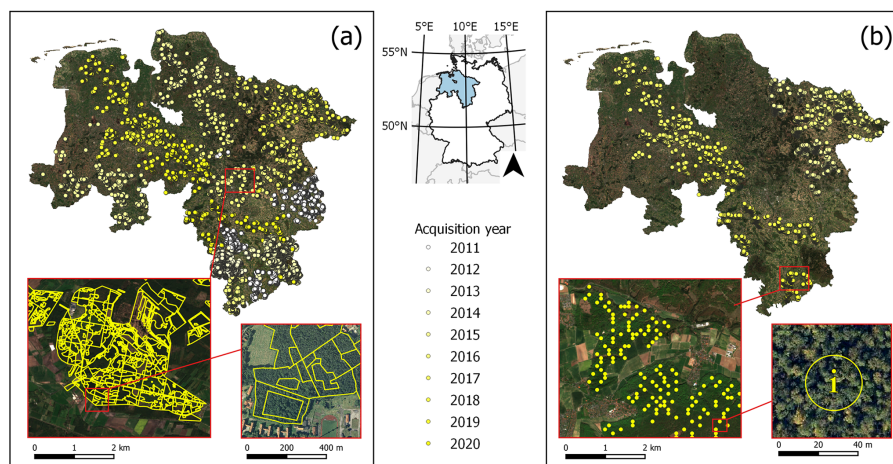 (a)
0 1 2 km
0 200 400 m
5°E 10°E 15°E
55°N
50°N
Acquisition year
2011
2012
2013
2014
2015
2016
2017
2018
2019
2020
(b)
i
0 1 2 km
0 20 40 m